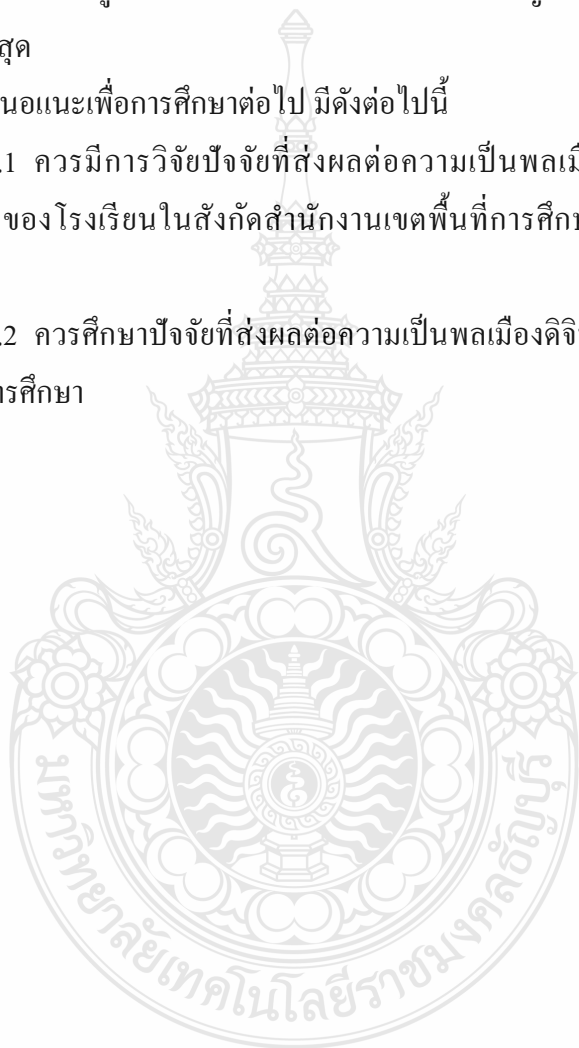 สุด
นอแนะเพื่อการศึกษาต่อไป มีดังต่อไปนี้
.1 ควรมีการวิจัยปัจจัยที่ส่งผลต่อความเป็นพลเมือ
ของโรงเรียนในสังกัดสำนักงานเขตพื้นที่การศึกษ
.2 ควรศึกษาปัจจัยที่ส่งผลต่อความเป็นพลเมืองดิจิ
ารศึกษา
มหาวิทยาลัยเทคโนโลยีราชมงคลธัญบุรี